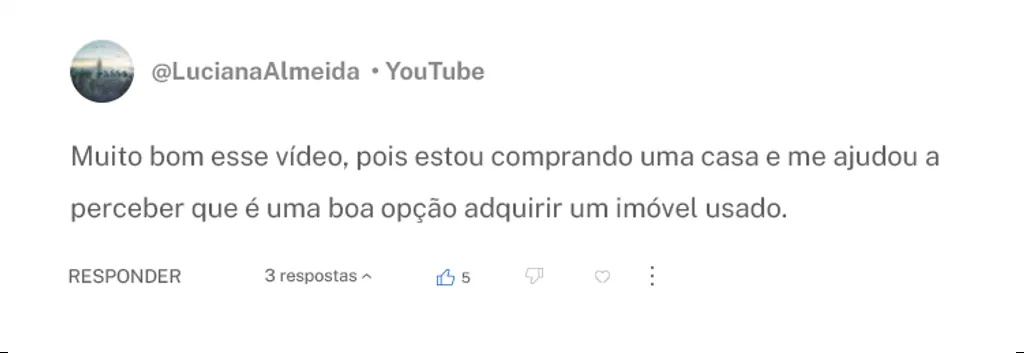 @LucianaAlmeida • YouTube
Muito bom esse vídeo, pois estou comprando uma casa e me ajudou a
perceber que é uma boa opção adquirir um imóvel usado.
RESPONDER 3 respostas 5